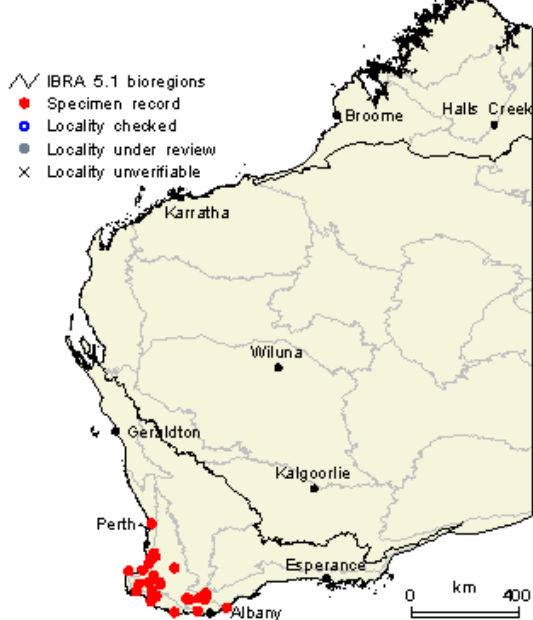 IBRA 5.1 bioregions
Specimen record
Locality checked
Locality under review
Locality unverifiable
Broome
Halls Creek
Karratha
Wiluna
Geraldton
Kalgoorlie
Perth
Esperance
Albany
km
0 400